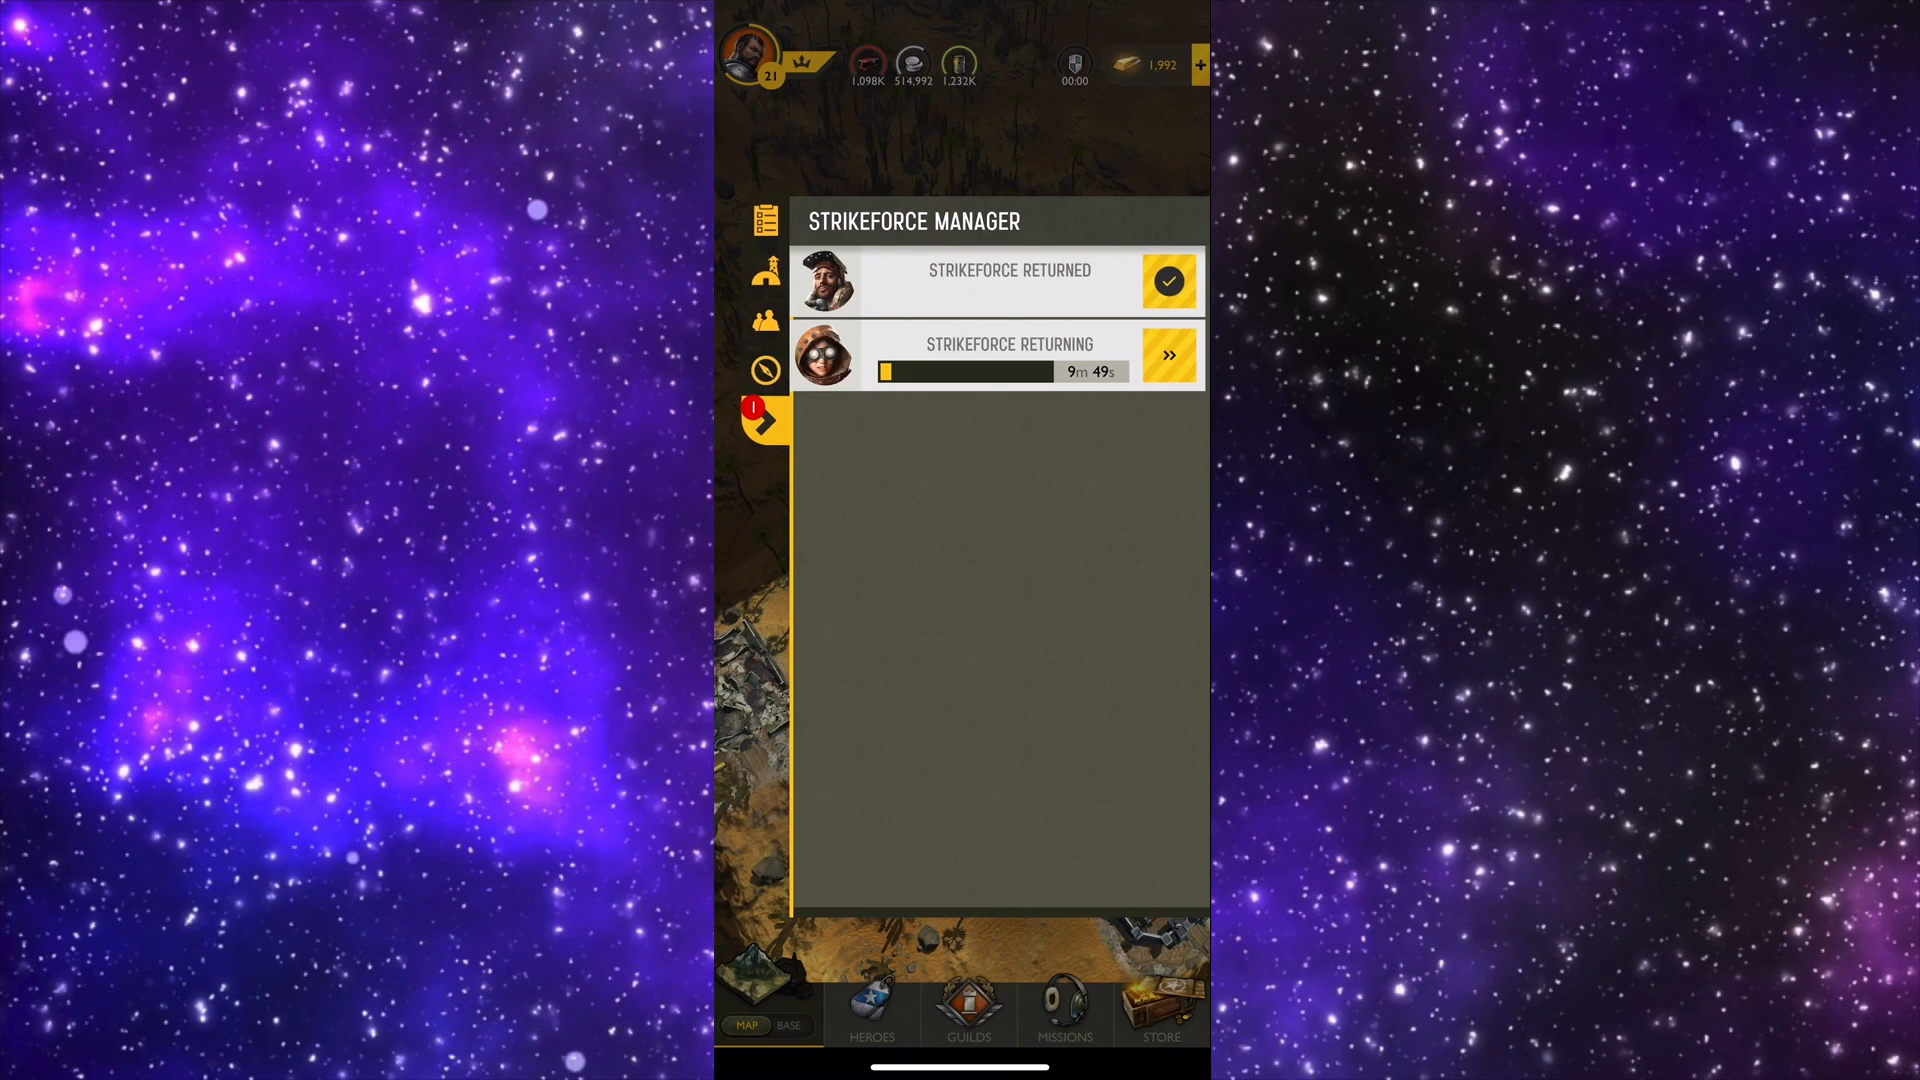 21
1,098K
514,992
1,232K
00:00
1,992
+
STRIKEFORCE MANAGER
STRIKEFORCE RETURNED
STRIKEFORCE RETURNING
9m 49s
!
MAP
BASE
HEROES
GUILDS
MISSIONS
STORE